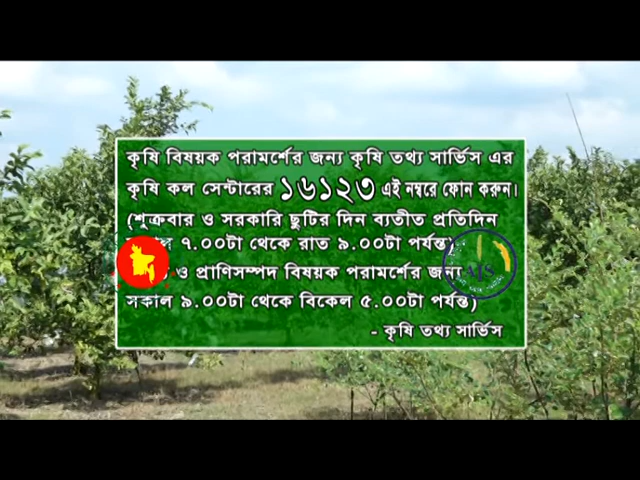 কৃষি বিষয়ক পরামর্শের জন্য কৃষি তথ্য সার্ভিস এর
কৃষি কল সেন্টারের ১৬১২৩ এই নম্বরে ফোন করুন।
(শুক্রবার ও সরকারি ছুটির দিন ব্যতীত প্রতিদিন
৭.০০টা থেকে রাত ৯.০০টা পর্যন্ত)
ও প্রাণিসম্পদ বিষয়ক পরামর্শের জন্য
সকাল ৯.০০টা থেকে বিকেল ৫.০০টা পর্যন্ত)
- কৃষি তথ্য সার্ভিস
AIS